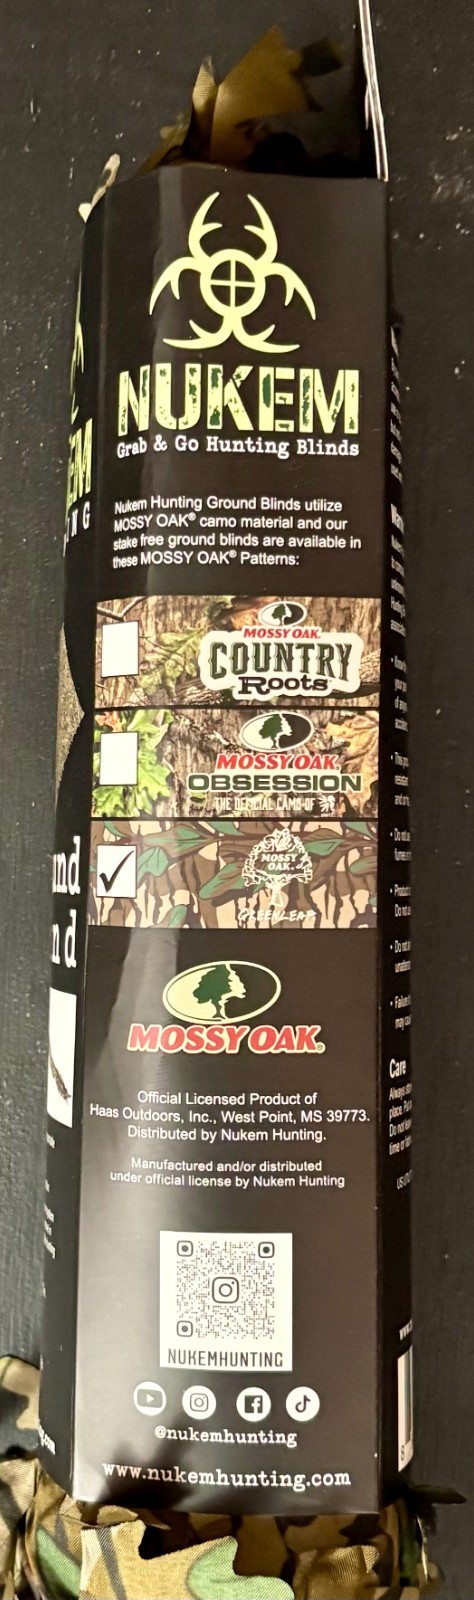 NUKEM
Grab & Go Hunting Blinds
Nukem Hunting Ground Blinds utilize
MOSSY OAK® camo material and our
stake free ground blinds are available in
these MOSSY OAK® Patterns:
MOSSY OAK.
COUNTRY
Roots
MOSSY OAK.
OBSESSION
THE OFFICIAL CAMO OF
MOSSY
OAK.
GREENLEAF
MOSSY OAK.
Official Licensed Product of
Haas Outdoors, Inc., West Point, MS 39773.
Distributed by Nukem Hunting.
Manufactured and/or distributed
under official license by Nukem Hunting
NUKEMHUNTING
@nukemhunting
www.nukemhunting.com
Care